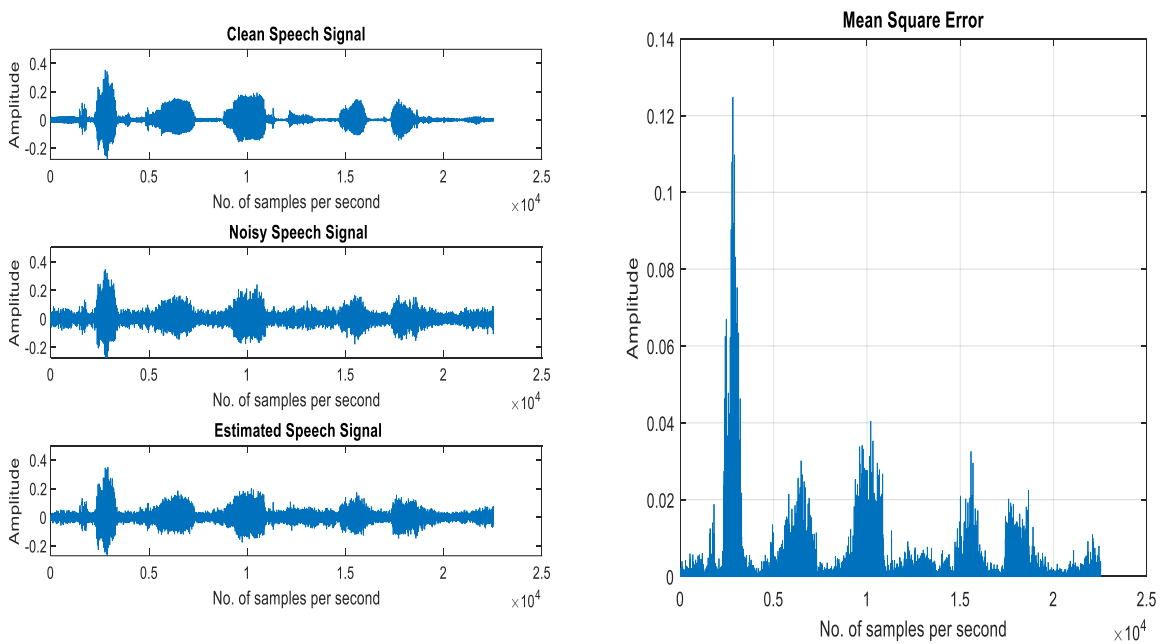 Clean Speech Signal
Amplitude
0.4
0.2
0
-0.2
0 0.5 1 1.5 2 2.5
No. of samples per second
×10^4
Noisy Speech Signal
Amplitude
0.4
0.2
0
-0.2
0 0.5 1 1.5 2 2.5
No. of samples per second
×10^4
Estimated Speech Signal
Amplitude
0.4
0.2
0
-0.2
0 0.5 1 1.5 2 2.5
No. of samples per second
×10^4
Mean Square Error
Amplitude
0.14
0.12
0.1
0.08
0.06
0.04
0.02
0
0 0.5 1 1.5 2 2.5
No. of samples per second
×10^4